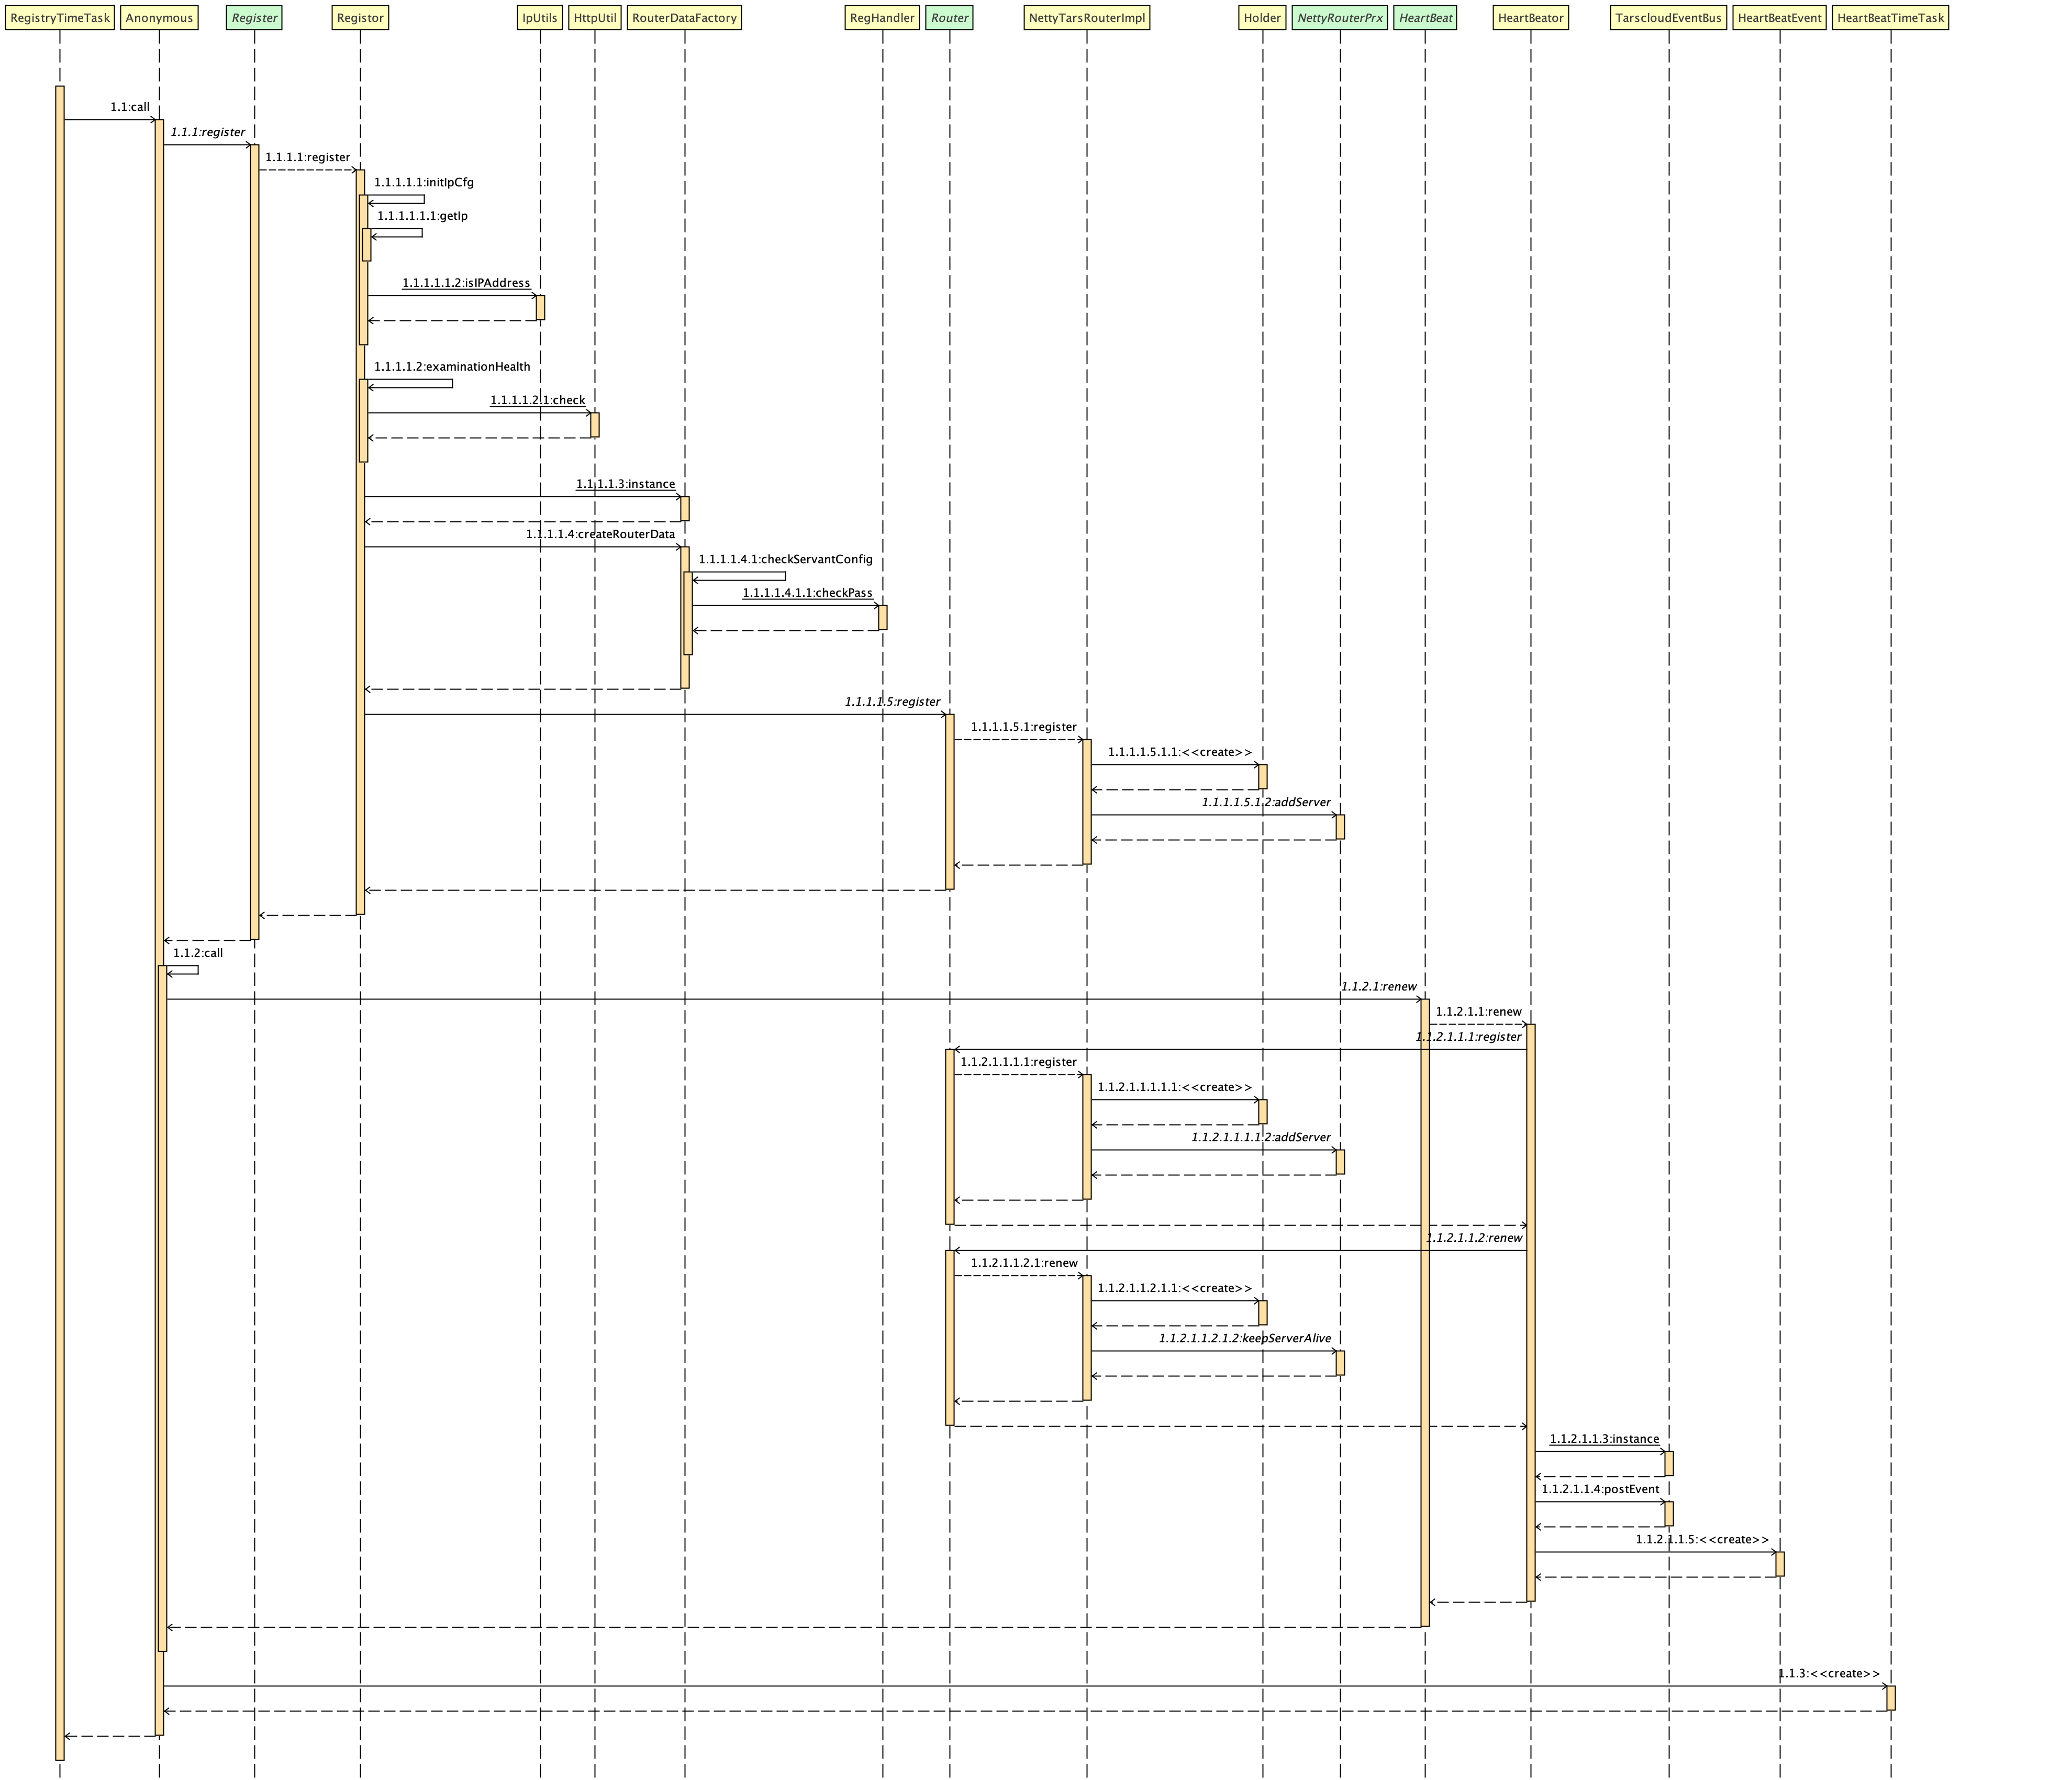 RegistryTimeTask
Anonymous
Register
Registor
IpUtils
HttpUtil
RouterDataFactory
RegHandler
Router
NettyTarsRouterImpl
Holder
NettyRouterPrx
HeartBeat
HeartBeator
TarscloudEventBus
HeartBeatEvent
HeartBeatTimeTask
1.1:call
1.1.1:register
1.1.1.1:register
1.1.1.1.1:initIpCfg
1.1.1.1.1.1:getIp
1.1.1.1.1.2:isIPAddress
1.1.1.1.2:examinationHealth
1.1.1.1.2.1:check
1.1.1.1.3:instance
1.1.1.1.4:createRouterData
1.1.1.1.4.1:checkServantConfig
1.1.1.1.4.1.1:checkPass
1.1.1.1.5:register
1.1.1.1.5.1:register
1.1.1.1.5.1.1:<<create>>
1.1.1.1.5.1.2:addServer
1.1.2:call
1.1.2.1:renew
1.1.2.1.1:renew
1.1.2.1.1.1:register
1.1.2.1.1.1.1:register
1.1.2.1.1.1.1.1:<<create>>
1.1.2.1.1.1.1.2:addServer
1.1.2.1.1.2:renew
1.1.2.1.1.2.1:renew
1.1.2.1.1.2.1.1:<<create>>
1.1.2.1.1.2.1.2:keepServerAlive
1.1.2.1.1.3:instance
1.1.2.1.1.4:postEvent
1.1.2.1.1.5:<<create>>
1.1.3:<<create>>